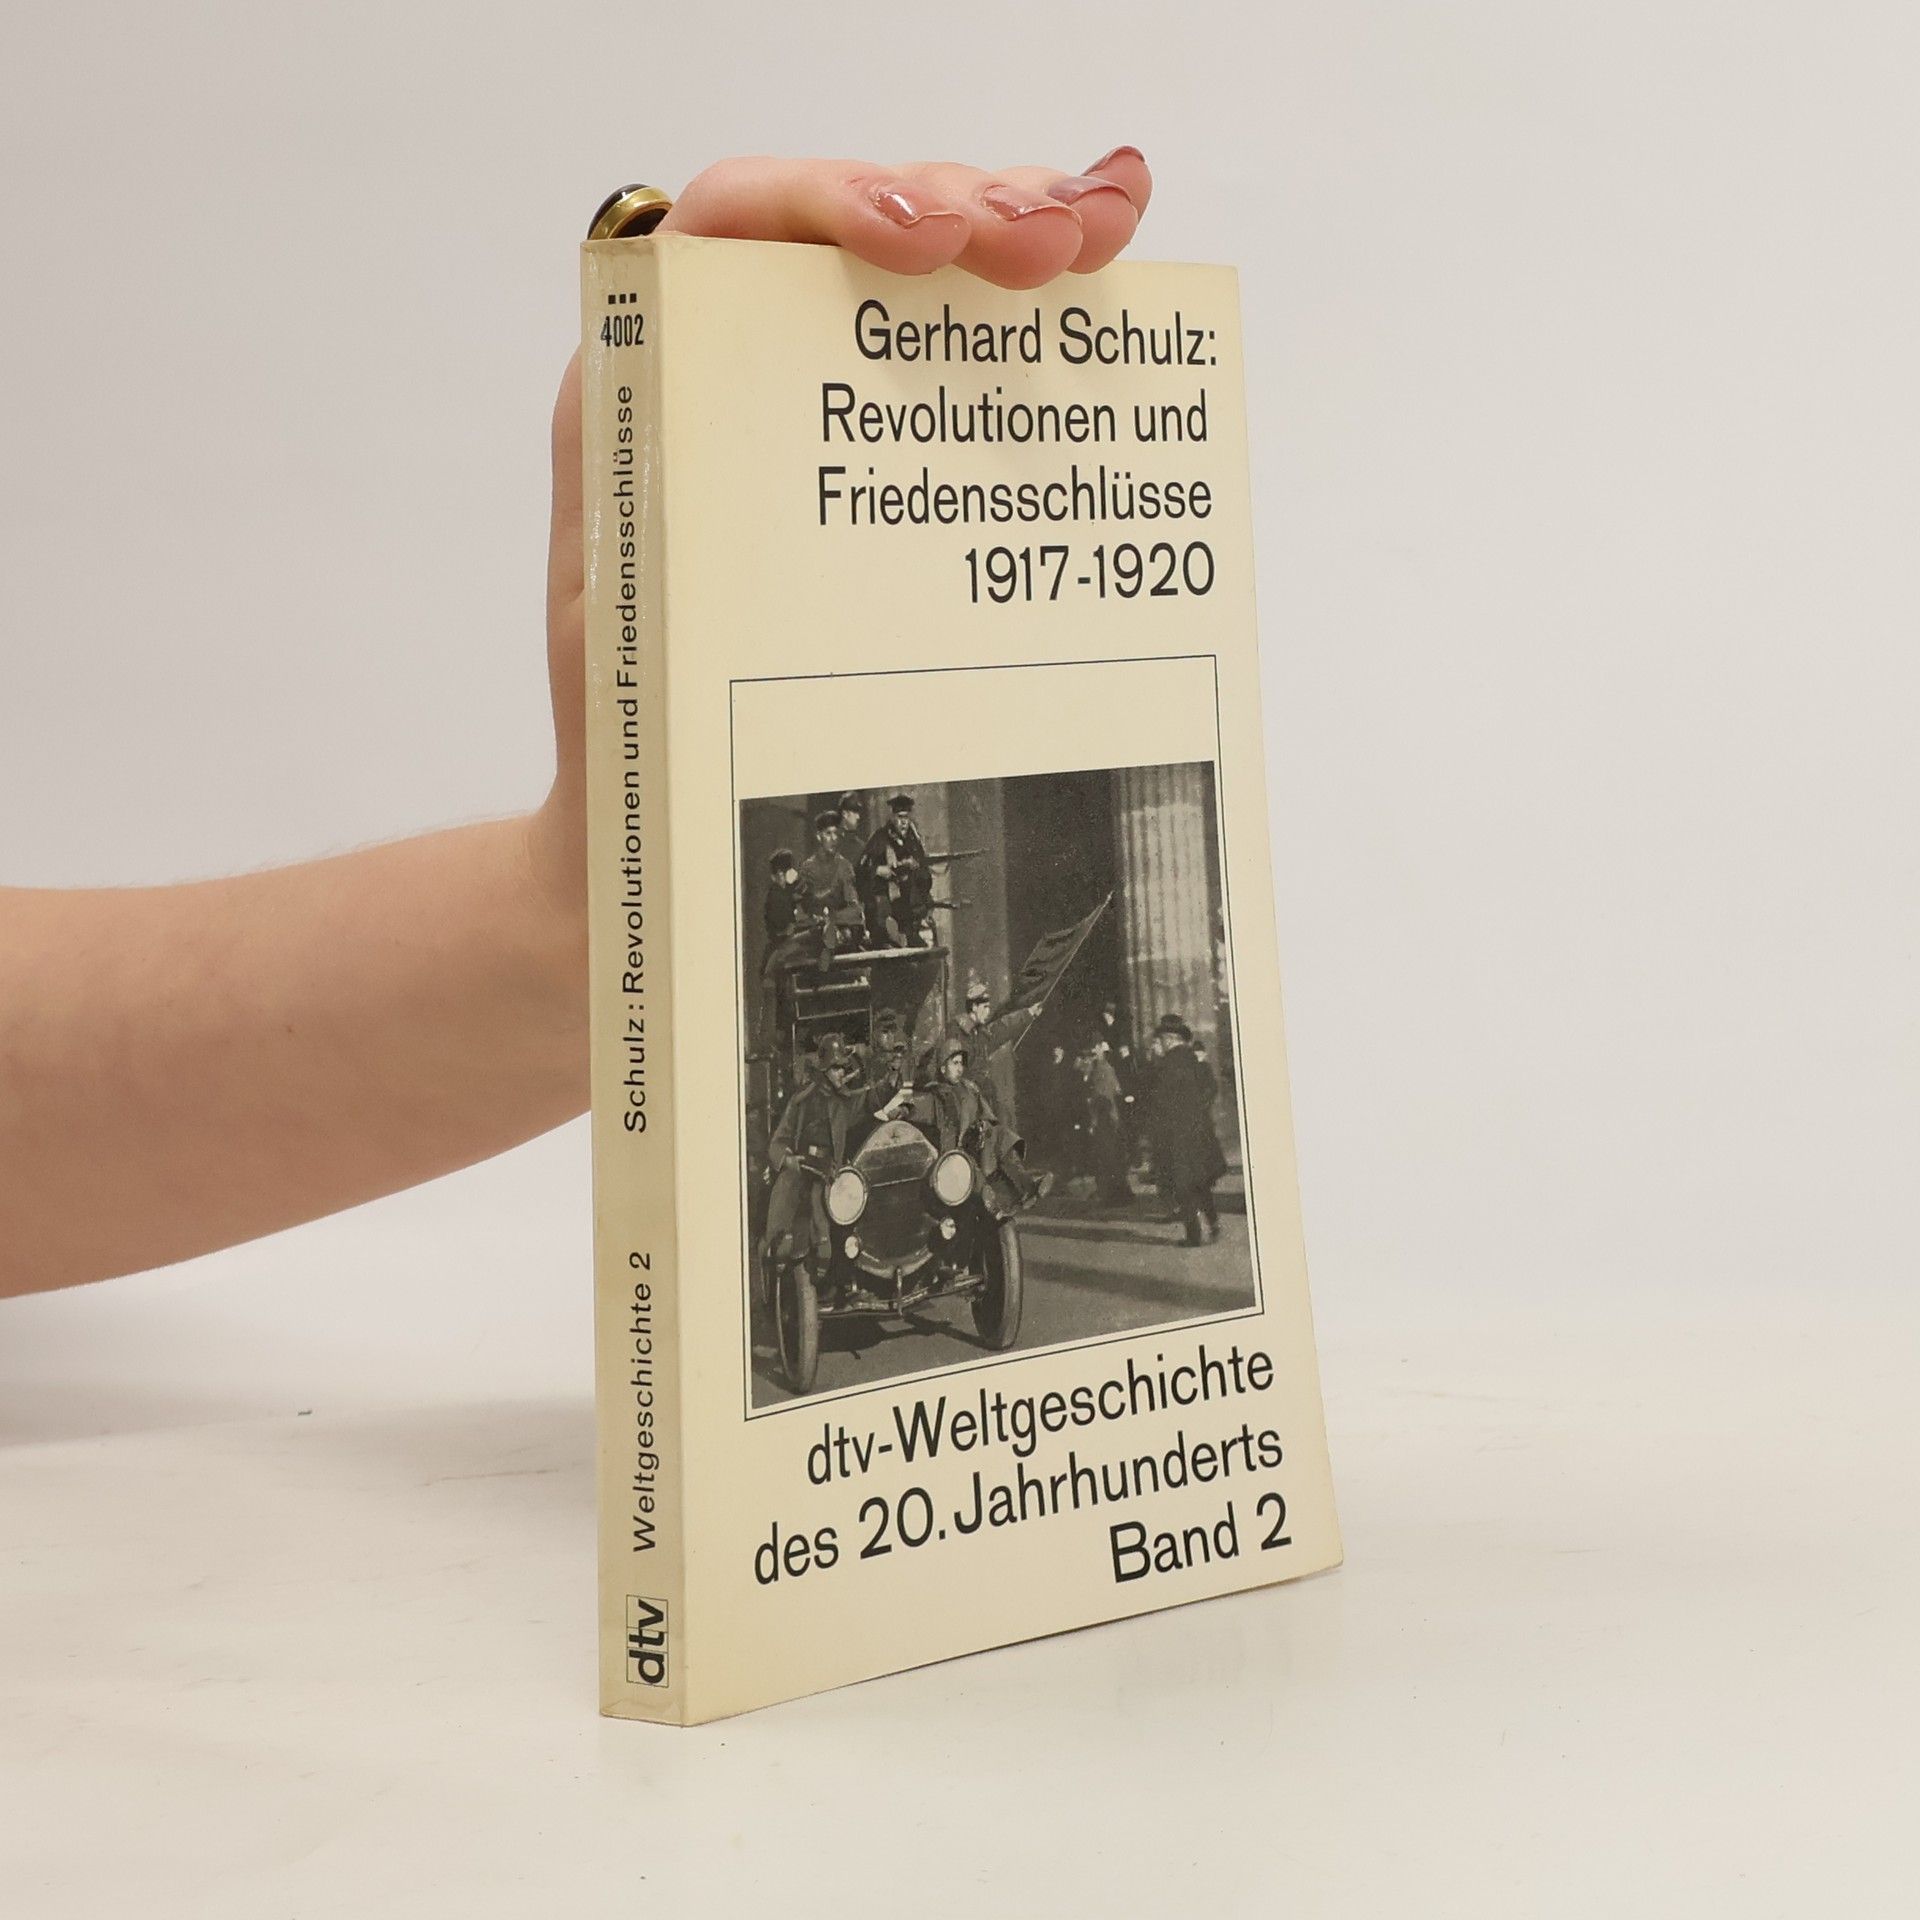 4002
Schulz: Revolutionen und Friedensschlüsse
Weltgeschichte 2
dtv
Gerhard Schulz:
Revolutionen und
Friedensschlüsse
1917-1920
dtv-Weltgeschichte
des 20. Jahrhunderts
Band 2